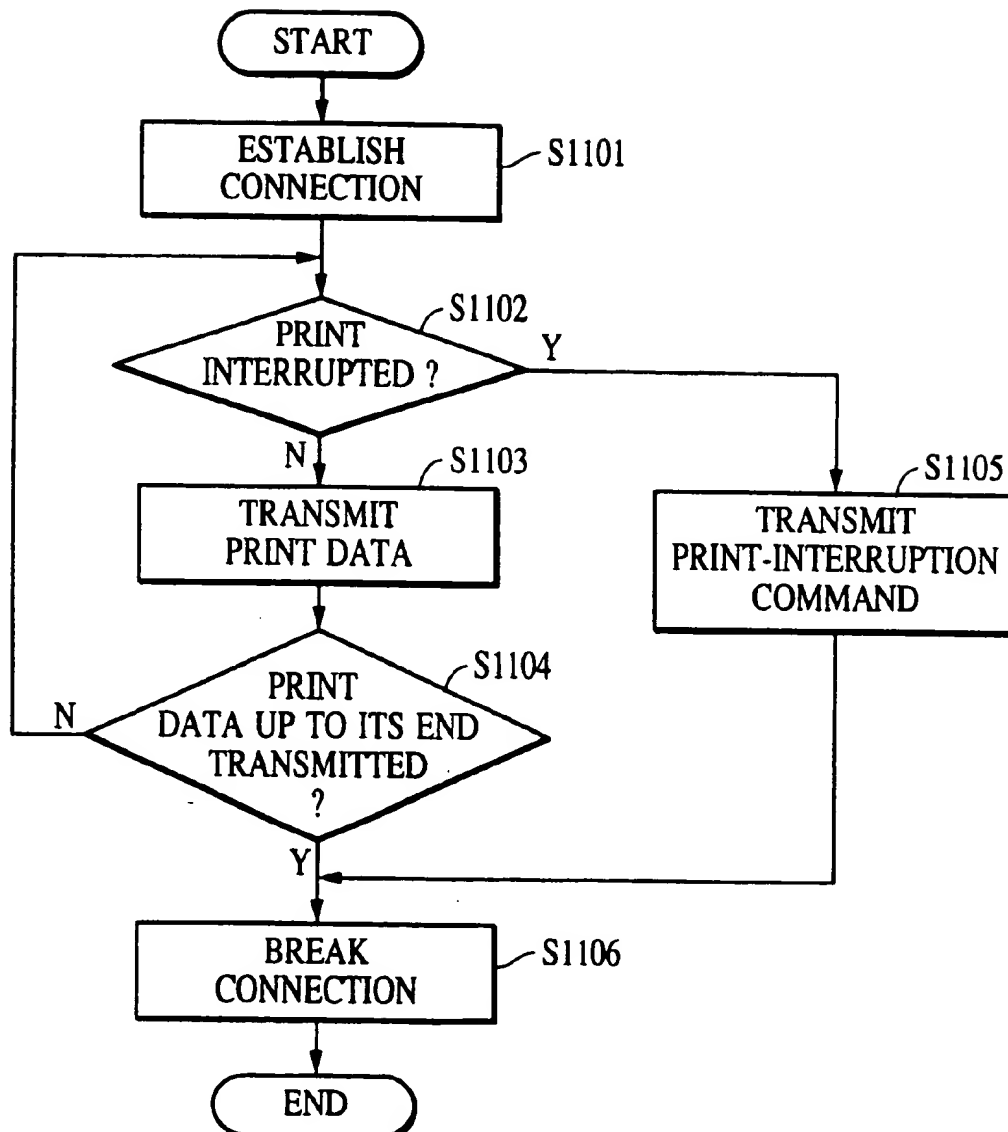 START
ESTABLISH
CONNECTION
S1101
PRINT
INTERRUPTED ?
S1102
Y
N
TRANSMIT
PRINT DATA
S1103
TRANSMIT
PRINT-INTERRUPTION
COMMAND
S1105
PRINT
DATA UP TO ITS END
TRANSMITTED
?
S1104
N
Y
BREAK
CONNECTION
S1106
END